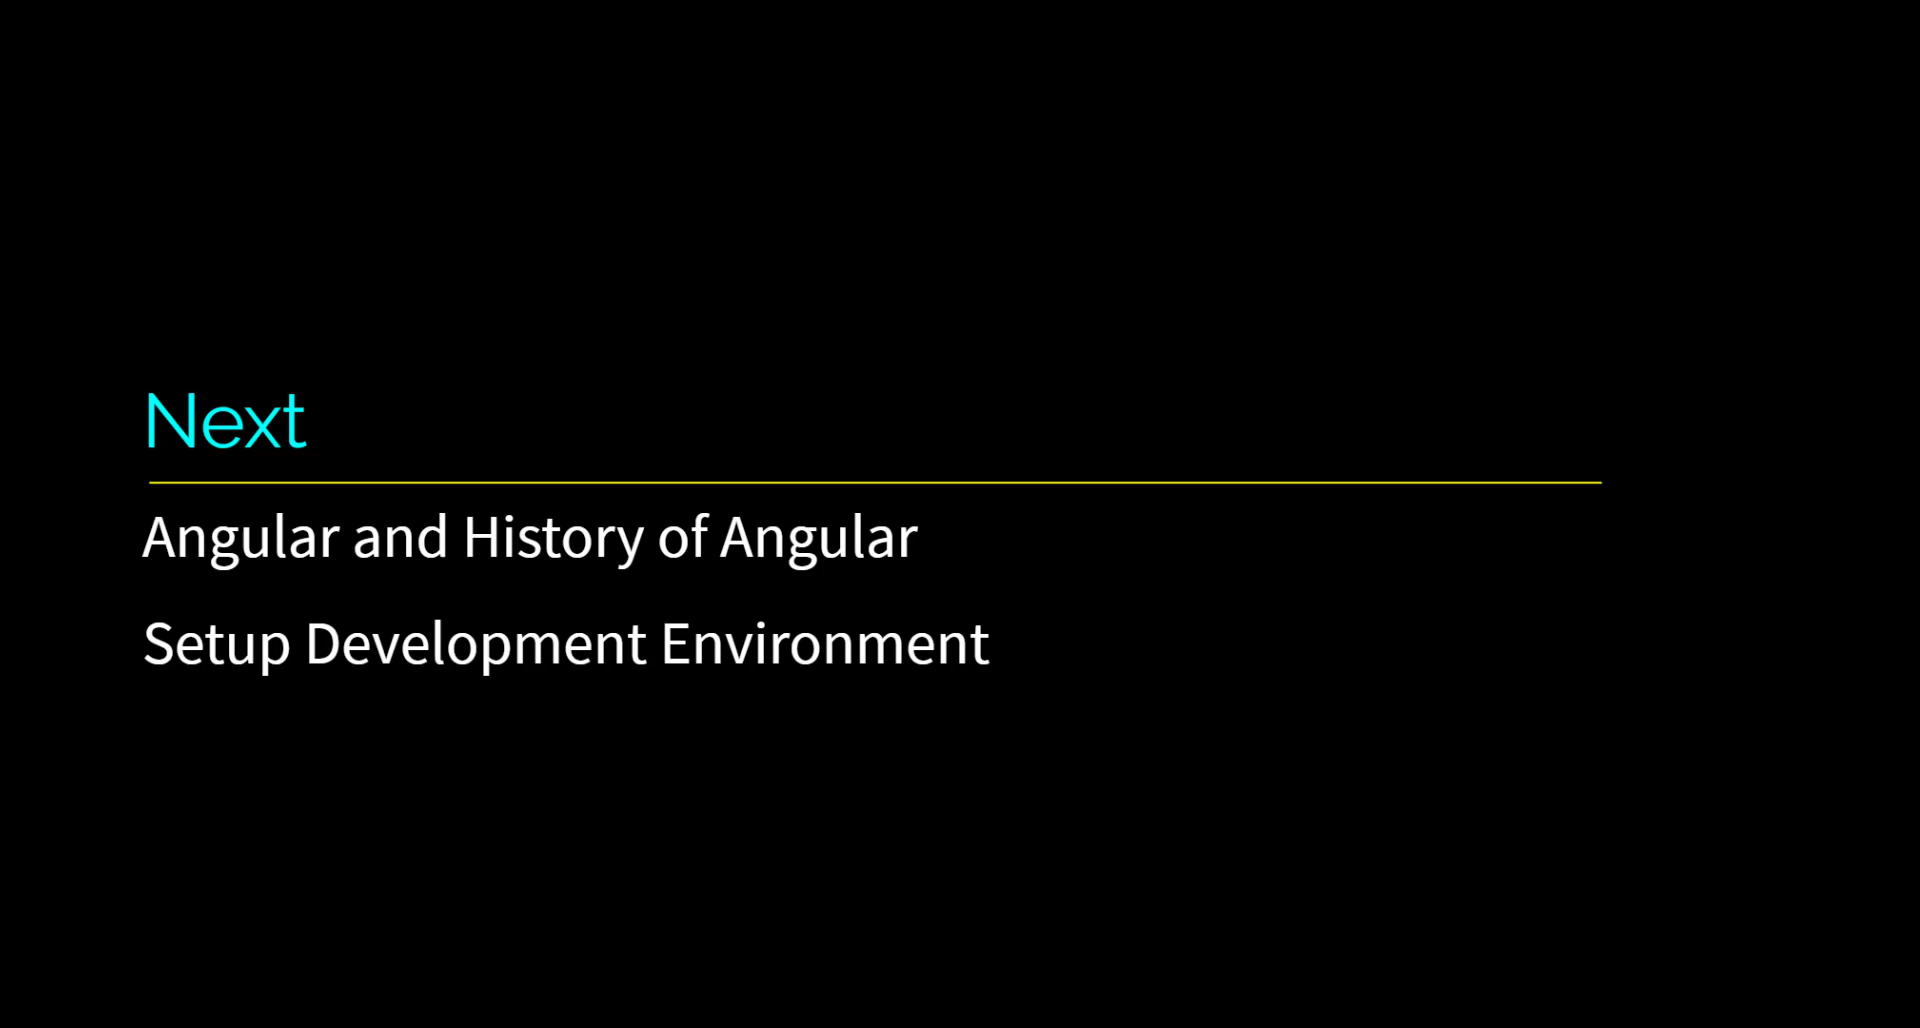 Next
Angular and History of Angular
Setup Development Environment